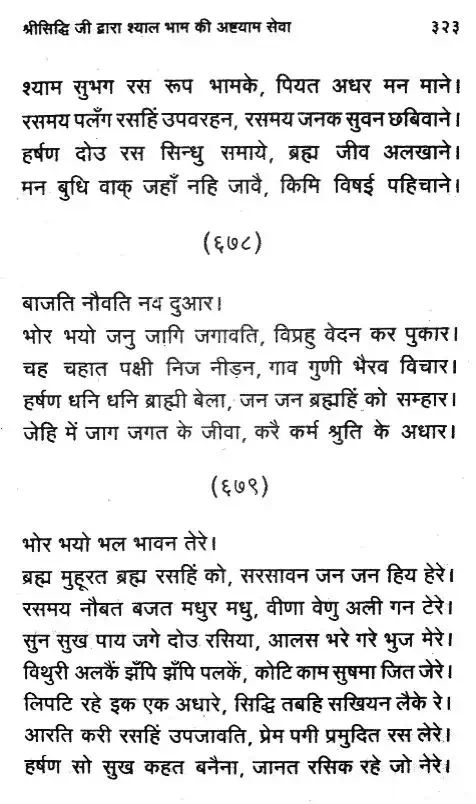 श्रीसिद्धि जी द्वारा श्याल भाम की अष्टयाम सेवा ३२३
श्याम सुभग रस रूप भामके, पियत अधर मन माने।
रसमय पलँग रसहिं उपवरहन, रसमय जनक सुवन छबिवाने।
हर्षण दोउ रस सिन्धु समाये, ब्रह्म जीव अलखाने।
मन बुधि वाक् जहाँ नहि जावै, किमि विषई पहिचाने।
(६७८)
बाजति नौवति नव दुआर।
भोर भयो जनु जागि जगावति, विप्रहु वेदन कर पुकार।
चह चहात पक्षी निज नीड़न, गाव गुणी भैरव विचार।
हर्षण धनि धनि ब्राह्मी बेला, जन जन ब्रह्महिं को सम्हार।
जेहि में जाग जगत के जीवा, करै कर्म श्रुति के अधार।
(६७९)
भोर भयो भल भावन तेरे।
ब्रह्म मुहूरत ब्रह्म रसहिं को, सरसावन जन जन हिय हेरे।
रसमय नौबत बजत मधुर मधु, वीणा वेणु अली गन टेरे।
सुन सुख पाय जगे दोउ रसिया, आलस भरे गरे भुज मेरे।
विथुरी अलकैं झँपि झँपि पलकें, कोटि काम सुषमा जित जेरे।
लिपटि रहे इक एक अधारे, सिद्धि तबहि सखियन लैके रे।
आरति करी रसहिं उपजावति, प्रेम पगी प्रमुदित रस लेरे।
हर्षण सो सुख कहत बनैना, जानत रसिक रहे जो नेरे।